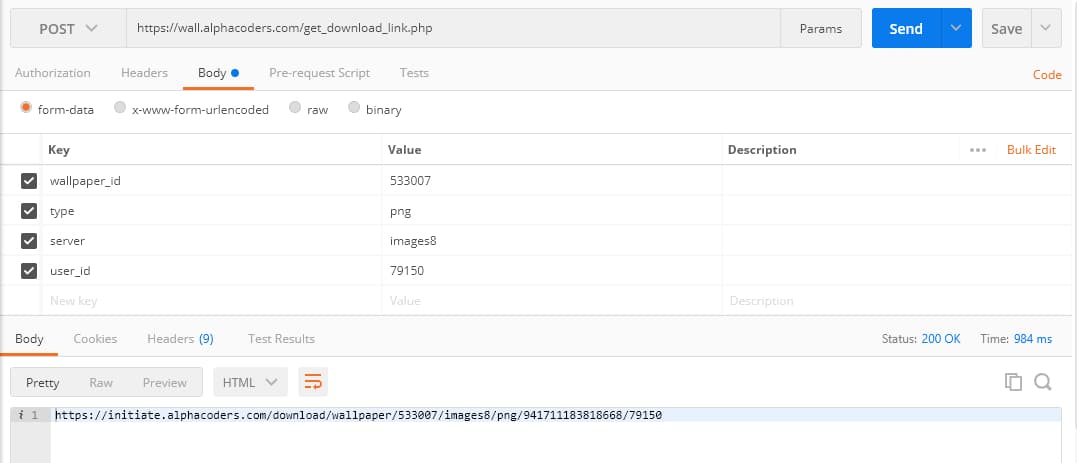 POST https://wall.alphacoders.com/get_download_link.php Params Send Save
Authorization Headers Body Pre-request Script Tests Code
form-data x-www-form-urlencoded raw binary
Key Value Description ••• Bulk Edit
wallpaper_id 533007
type png
server images8
user_id 79150
New key Value Description
Body Cookies Headers (9) Test Results Status: 200 OK Time: 984 ms
Pretty Raw Preview HTML
i 1 https://initiate.alphacoders.com/download/wallpaper/533007/images8/png/941711183818668/79150